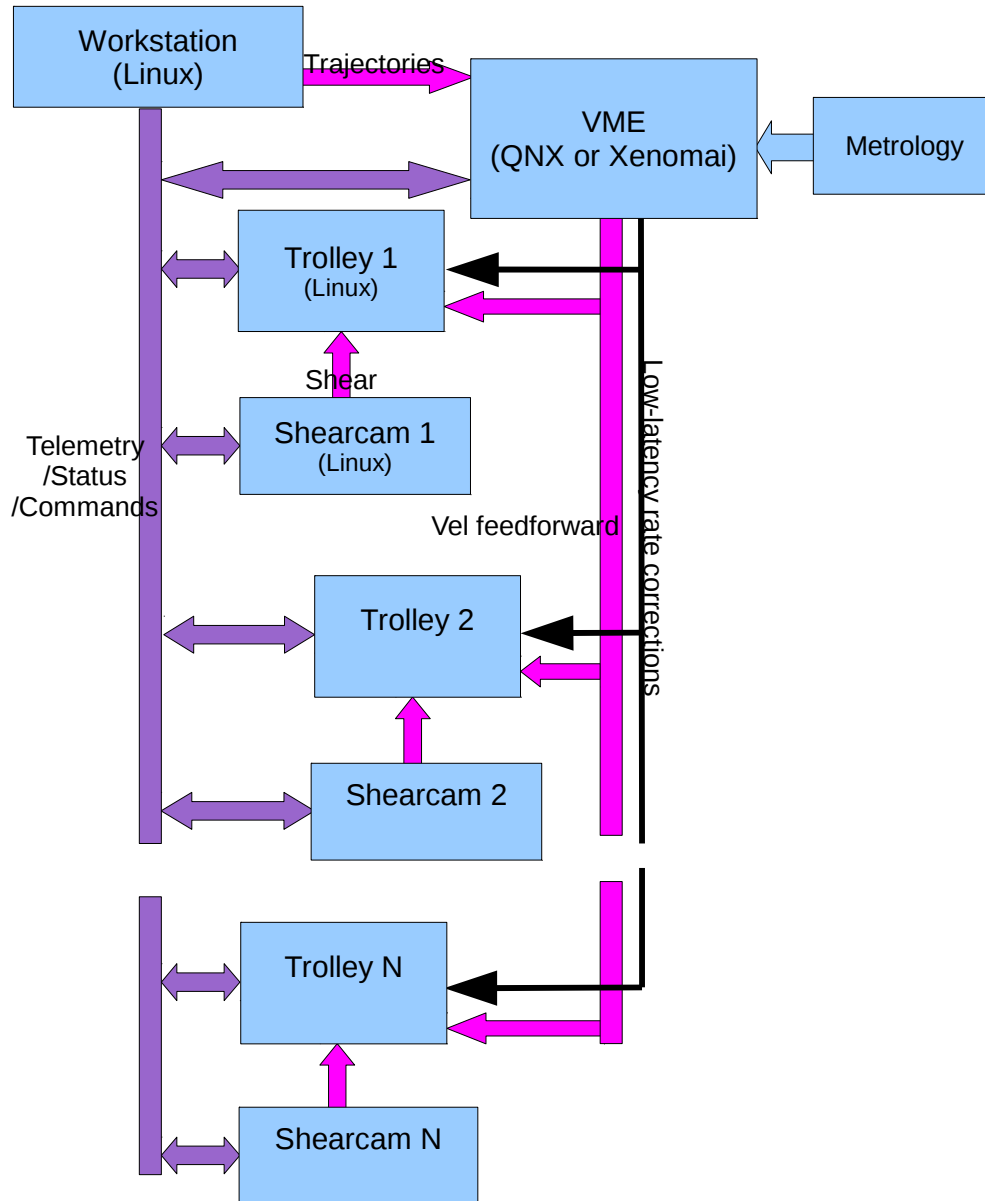 Workstation
(Linux)
Trajectories
VME
(QNX or Xenomai)
Metrology
Trolley 1
(Linux)
Shear
Shearcam 1
(Linux)
Telemetry
/Status
/Commands
Vel feedforward
Low-latency rate corrections
Trolley 2
Shearcam 2
Trolley N
Shearcam N